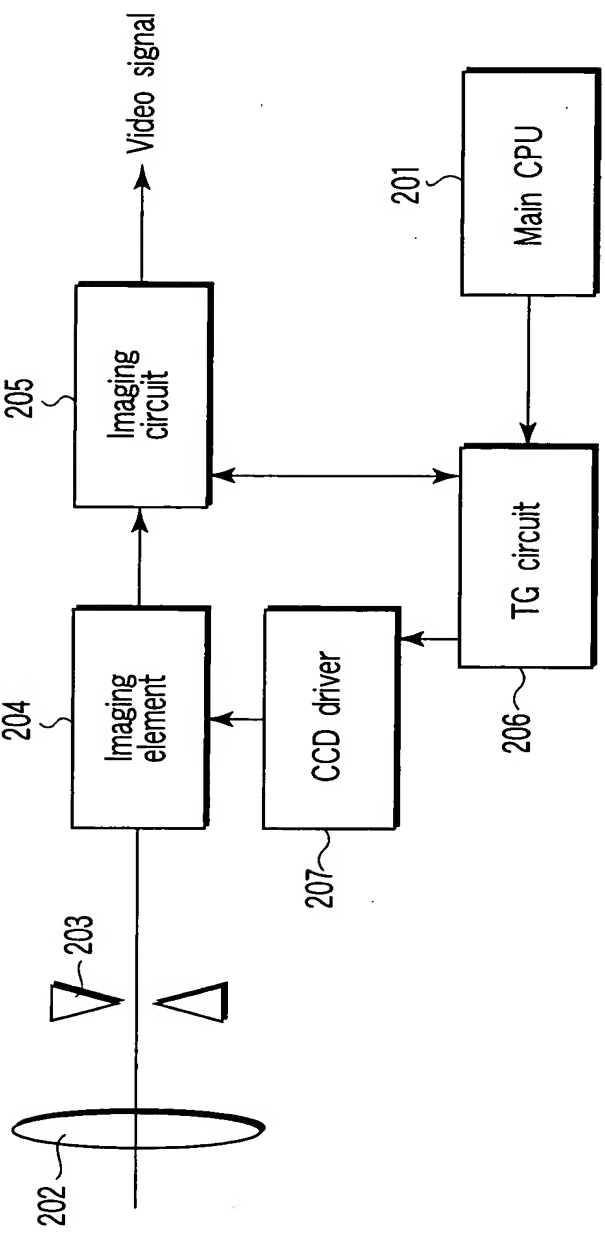 202
203
204
Imaging
element
205
Imaging
circuit
Video signal
207
CCD driver
206
TG circuit
201
Main CPU